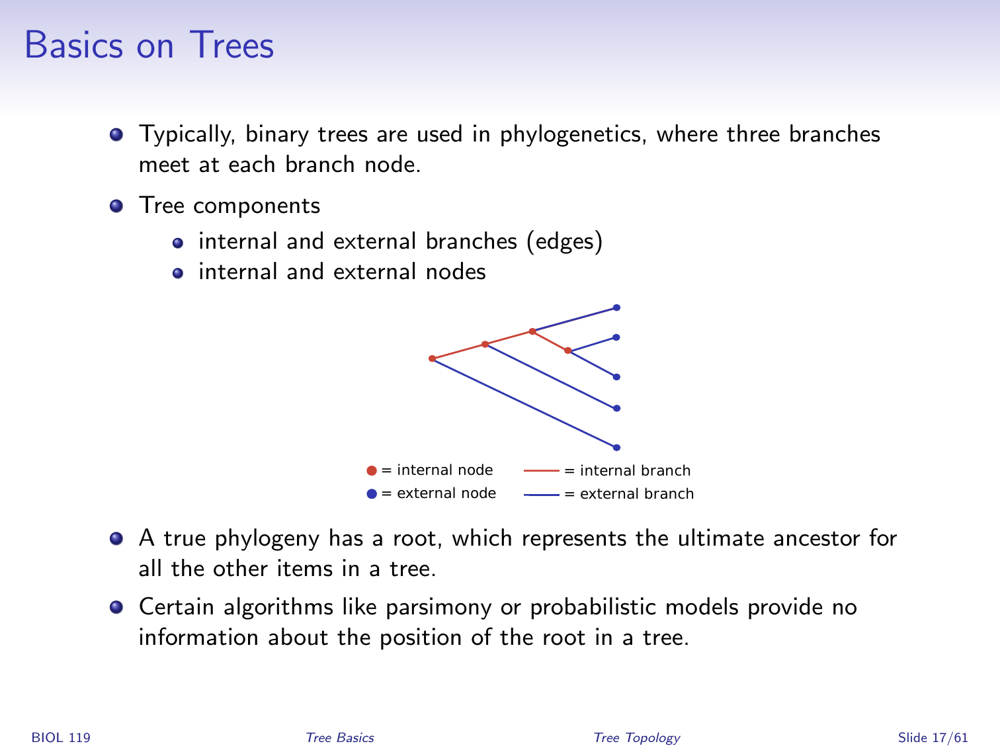 Basics on Trees
Typically, binary trees are used in phylogenetics, where three branches
meet at each branch node.
Tree components
internal and external branches (edges)
internal and external nodes
= internal node
= internal branch
= external node
= external branch
A true phylogeny has a root, which represents the ultimate ancestor for
all the other items in a tree.
Certain algorithms like parsimony or probabilistic models provide no
information about the position of the root in a tree.
BIOL 119
Tree Basics
Tree Topology
Slide 17/61